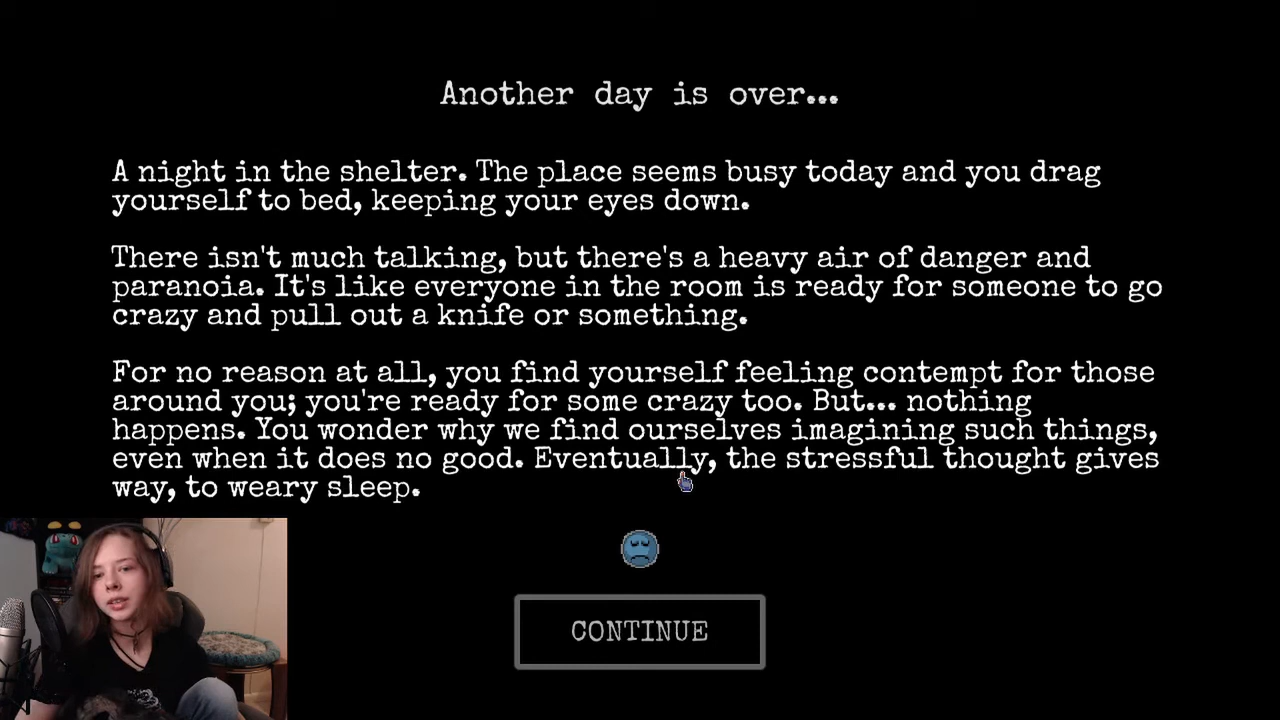 Another day is over...
A night in the shelter. The place seems busy today and you drag
yourself to bed, keeping your eyes down.
There isn't much talking, but there's a heavy air of danger and
paranoia. It's like everyone in the room is ready for someone to go
crazy and pull out a knife or something.
For no reason at all, you find yourself feeling contempt for those
around you; you're ready for some crazy too. But... nothing
happens. You wonder why we find ourselves imagining such things,
even when it does no good. Eventually, the stressful thought gives
way, to weary sleep.
CONTINUE